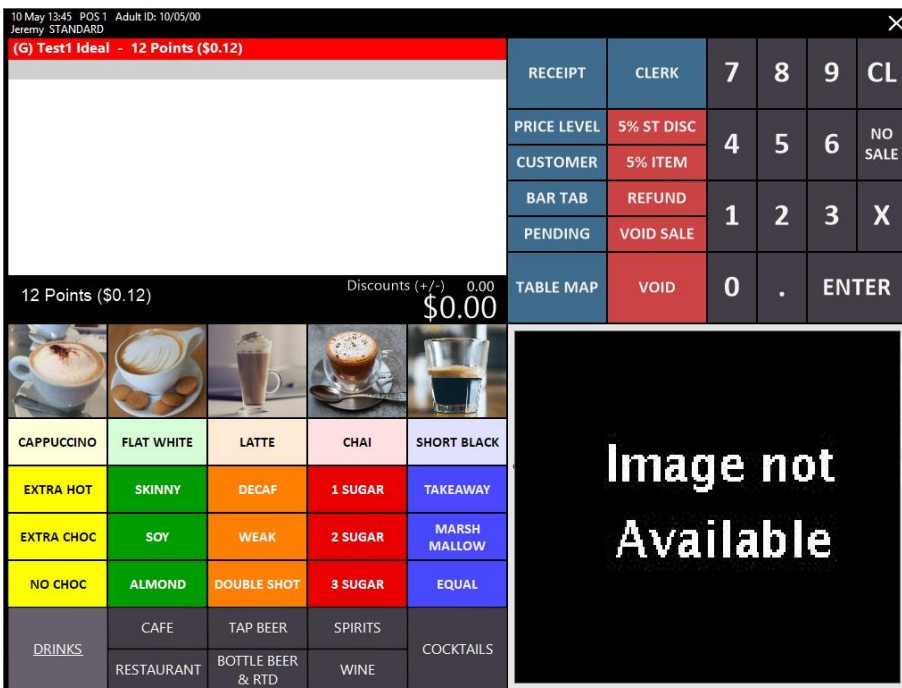 10 May 13:45 POS 1 Adult ID: 10/05/00
Jeremy STANDARD
(G) Test1 Ideal - 12 Points ($0.12)
12 Points ($0.12)
Discounts (+/-) 0.00
$0.00
RECEIPT CLERK 7 8 9 CL
PRICE LEVEL 5% ST DISC
4 5 6 NO
SALE
CUSTOMER 5% ITEM
BAR TAB REFUND
1 2 3 X
PENDING VOID SALE
TABLE MAP VOID 0 . ENTER
CAPPUCCINO FLAT WHITE LATTE CHAI SHORT BLACK
EXTRA HOT SKINNY DECAF 1 SUGAR TAKEAWAY
EXTRA CHOC SOY WEAK 2 SUGAR MARSH
MALLOW
NO CHOC ALMOND DOUBLE SHOT 3 SUGAR EQUAL
DRINKS
CAFE TAP BEER SPIRITS
COCKTAILS
RESTAURANT BOTTLE BEER
& RTD
WINE
Image not
Available